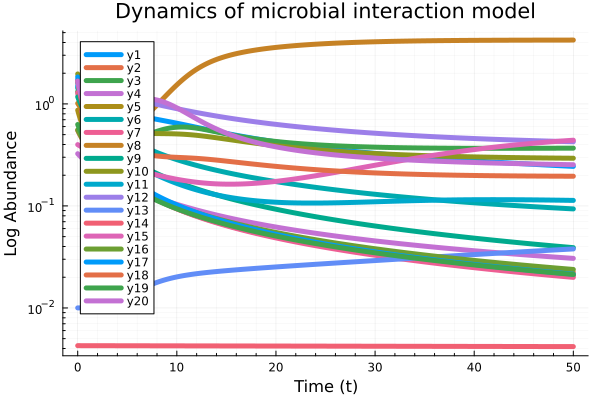 Dynamics of microbial interaction model
Log Abundance
10⁰
10⁻¹
10⁻²
y1
y2
y3
y4
y5
y6
y7
y8
y9
y10
y11
y12
y13
y14
y15
y16
y17
y18
y19
y20
0 10 20 30 40 50
Time (t)